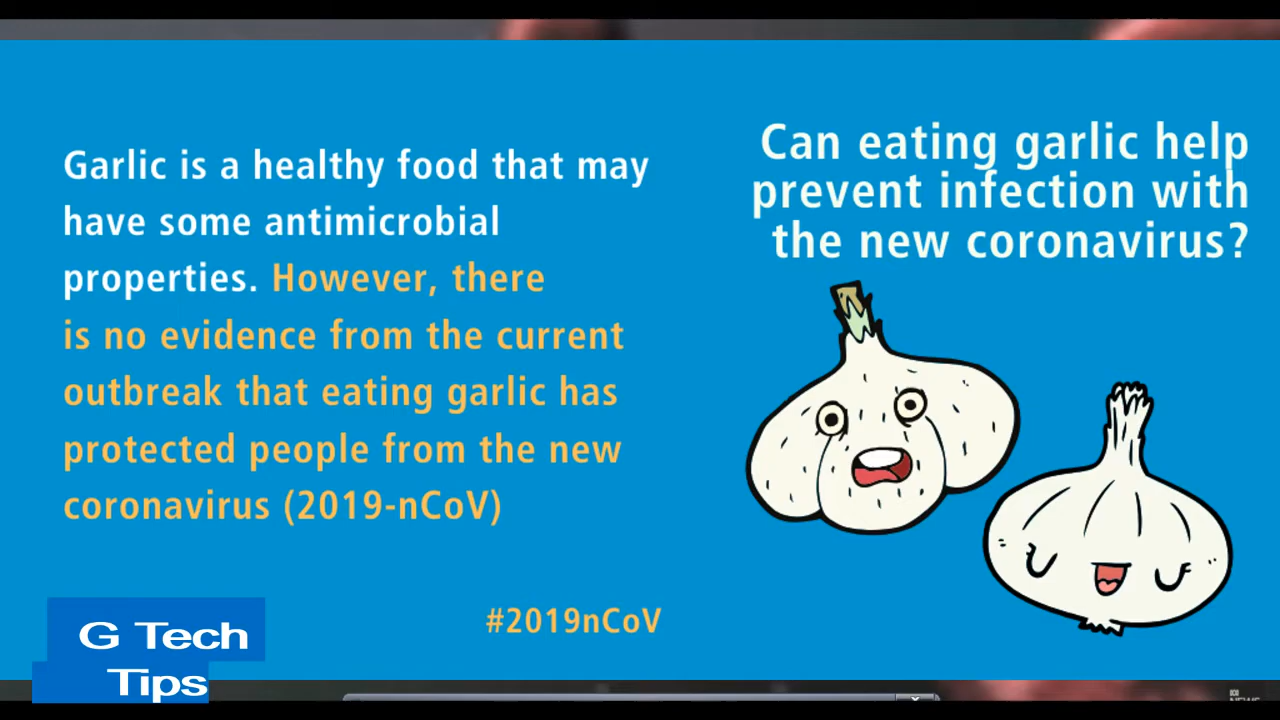 Garlic is a healthy food that may
have some antimicrobial
properties. However, there
is no evidence from the current
outbreak that eating garlic has
protected people from the new
coronavirus (2019-nCoV)
#2019nCoV
Can eating garlic help
prevent infection with
the new coronavirus?
G Tech
Tips
NEWS